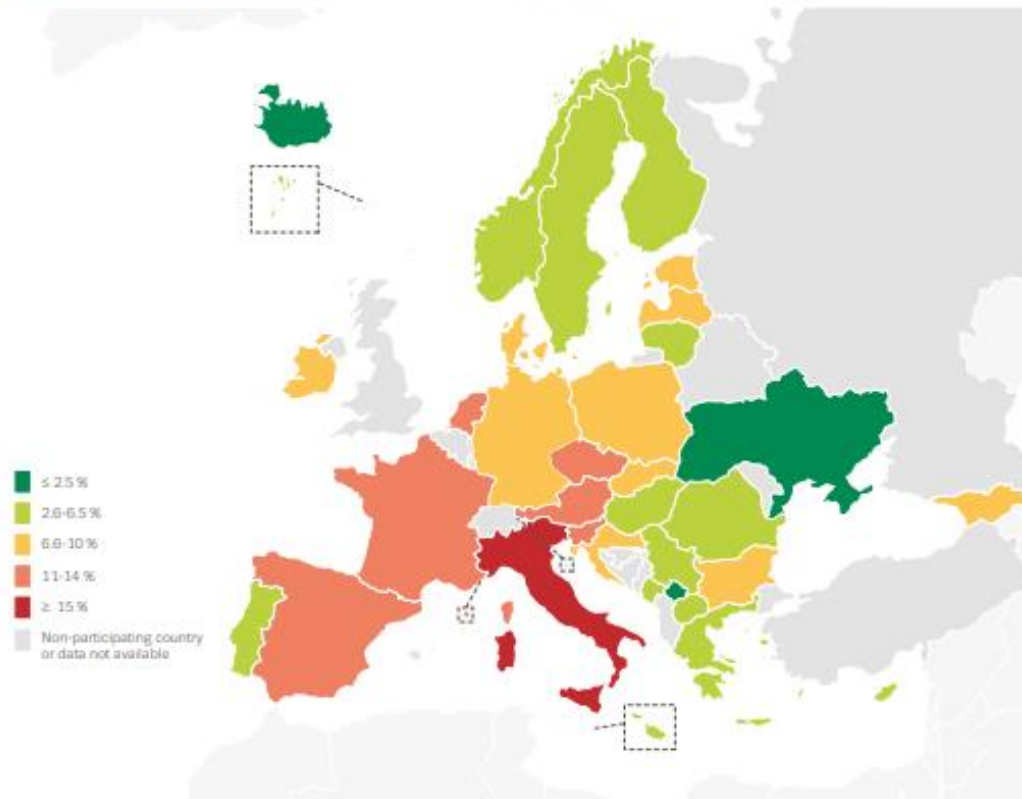 ≤ 2.5 %
2.6-6.5 %
6.6-10 %
11-14 %
≥ 15 %
Non-participating country
or data not available